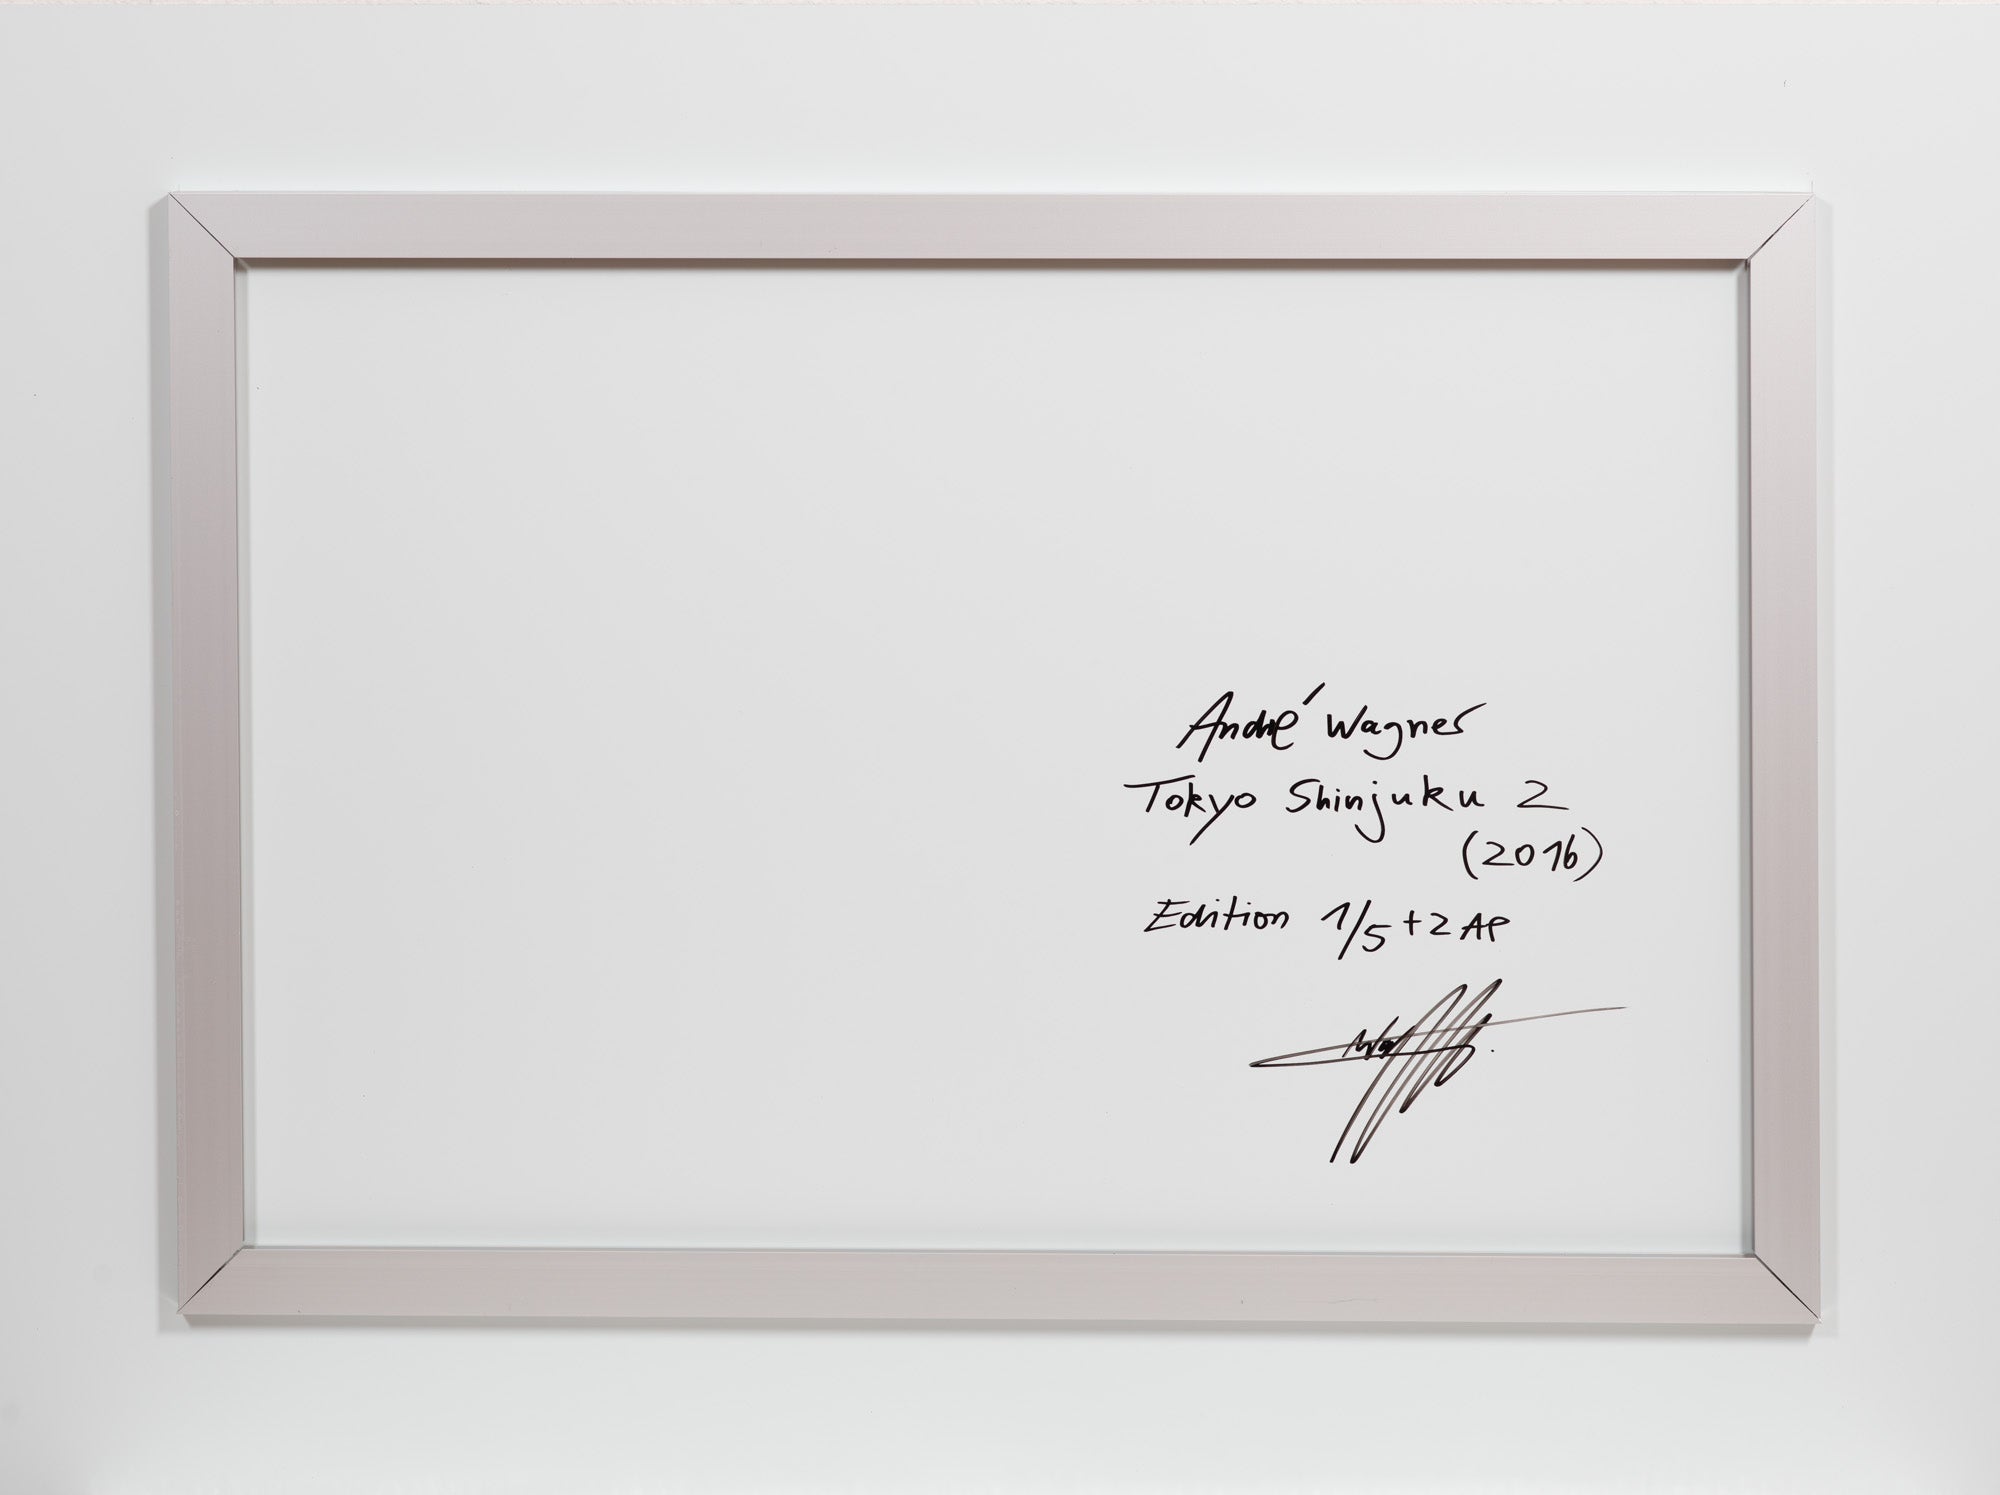 André Wagner
Tokyo Shinjuku 2
(2016)
Edition 1/5 + 2 AP